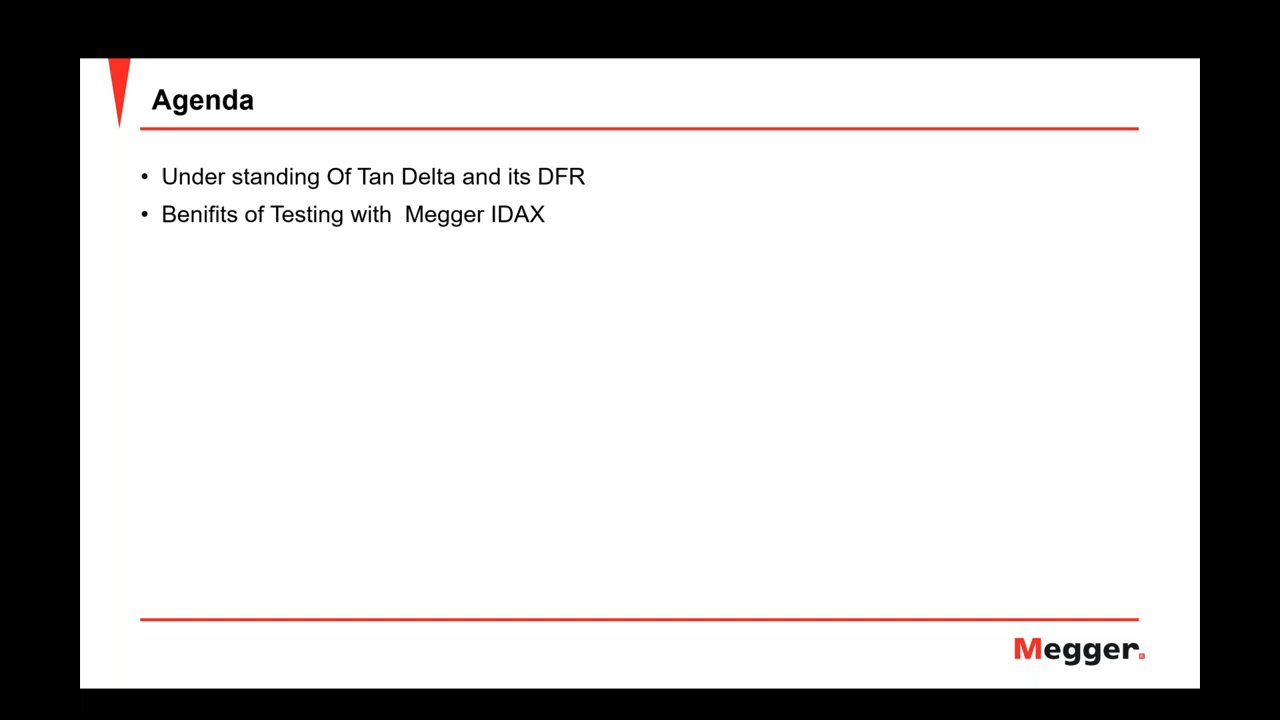 Agenda
• Under standing Of Tan Delta and its DFR
• Benifits of Testing with  Megger IDAX
Megger